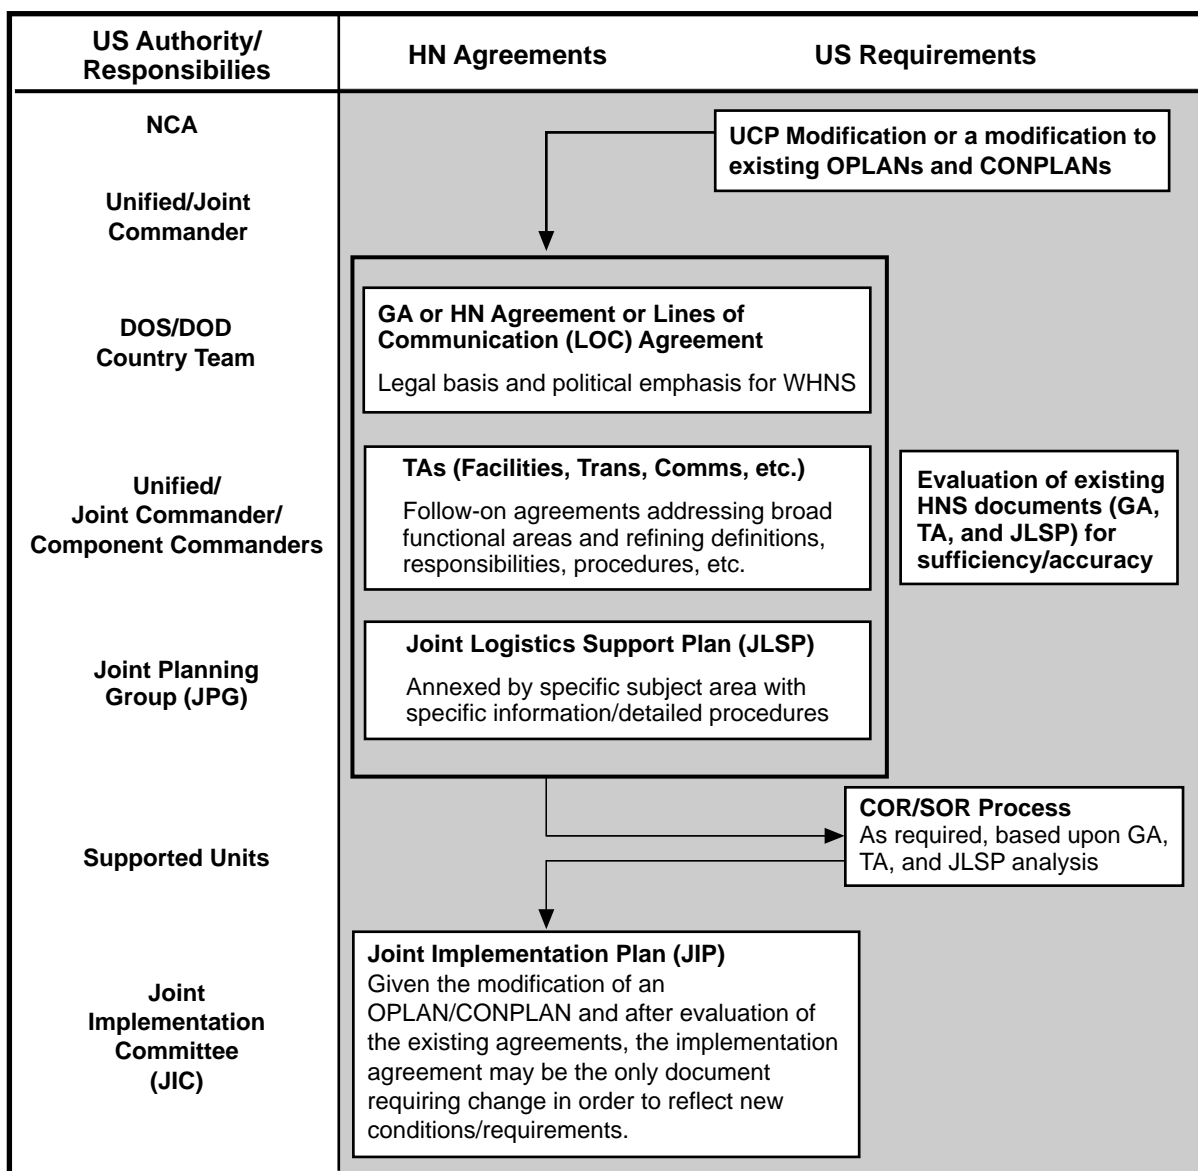 US Authority/
Responsibilies
HN Agreements
US Requirements
NCA
UCP Modification or a modification to
existing OPLANs and CONPLANs
Unified/Joint
Commander
DOS/DOD
Country Team
GA or HN Agreement or Lines of
Communication (LOC) Agreement
Legal basis and political emphasis for WHNS
Unified/
Joint Commander/
Component Commanders
TAs (Facilities, Trans, Comms, etc.)
Follow-on agreements addressing broad
functional areas and refining definitions,
responsibilities, procedures, etc.
Evaluation of existing
HNS documents (GA,
TA, and JLSP) for
sufficiency/accuracy
Joint Planning
Group (JPG)
Joint Logistics Support Plan (JLSP)
Annexed by specific subject area with
specific information/detailed procedures
Supported Units
COR/SOR Process
As required, based upon GA,
TA, and JLSP analysis
Joint
Implementation
Committee
(JIC)
Joint Implementation Plan (JIP)
Given the modification of an
OPLAN/CONPLAN and after evaluation of
the existing agreements, the implementation
agreement may be the only document
requiring change in order to reflect new
conditions/requirements.